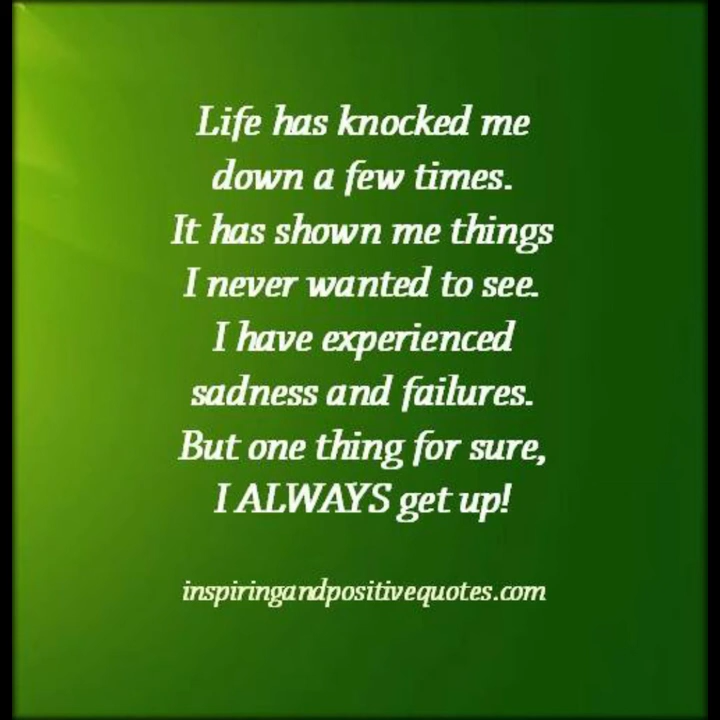 Life has knocked me
down a few times.
It has shown me things
I never wanted to see.
I have experienced
sadness and failures.
But one thing for sure,
I ALWAYS get up!
inspiringandpositivequotes.com